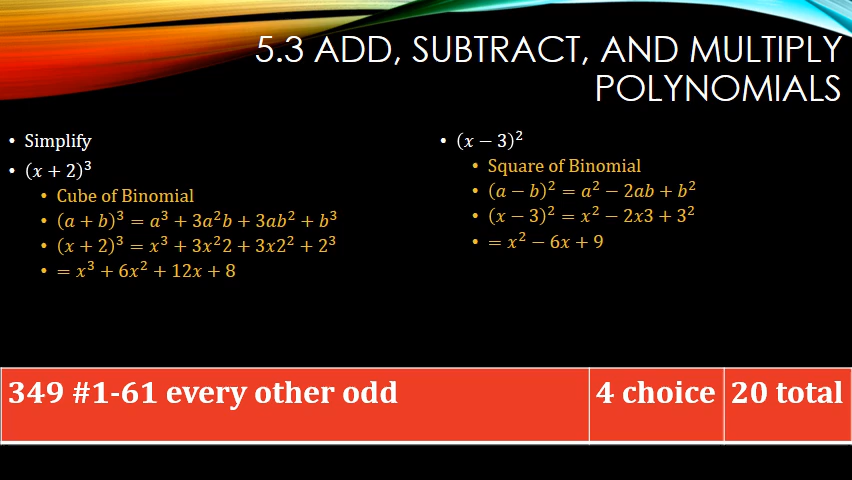 5.3 ADD, SUBTRACT, AND MULTIPLY
POLYNOMIALS
• Simplify
• (x + 2)³
• Cube of Binomial
• (a + b)³ = a³ + 3a²b + 3ab² + b³
• (x + 2)³ = x³ + 3x²2 + 3x2² + 2³
• = x³ + 6x² + 12x + 8
• (x − 3)²
• Square of Binomial
• (a − b)² = a² − 2ab + b²
• (x − 3)² = x² − 2x3 + 3²
• = x² − 6x + 9
349 #1-61 every other odd
4 choice
20 total